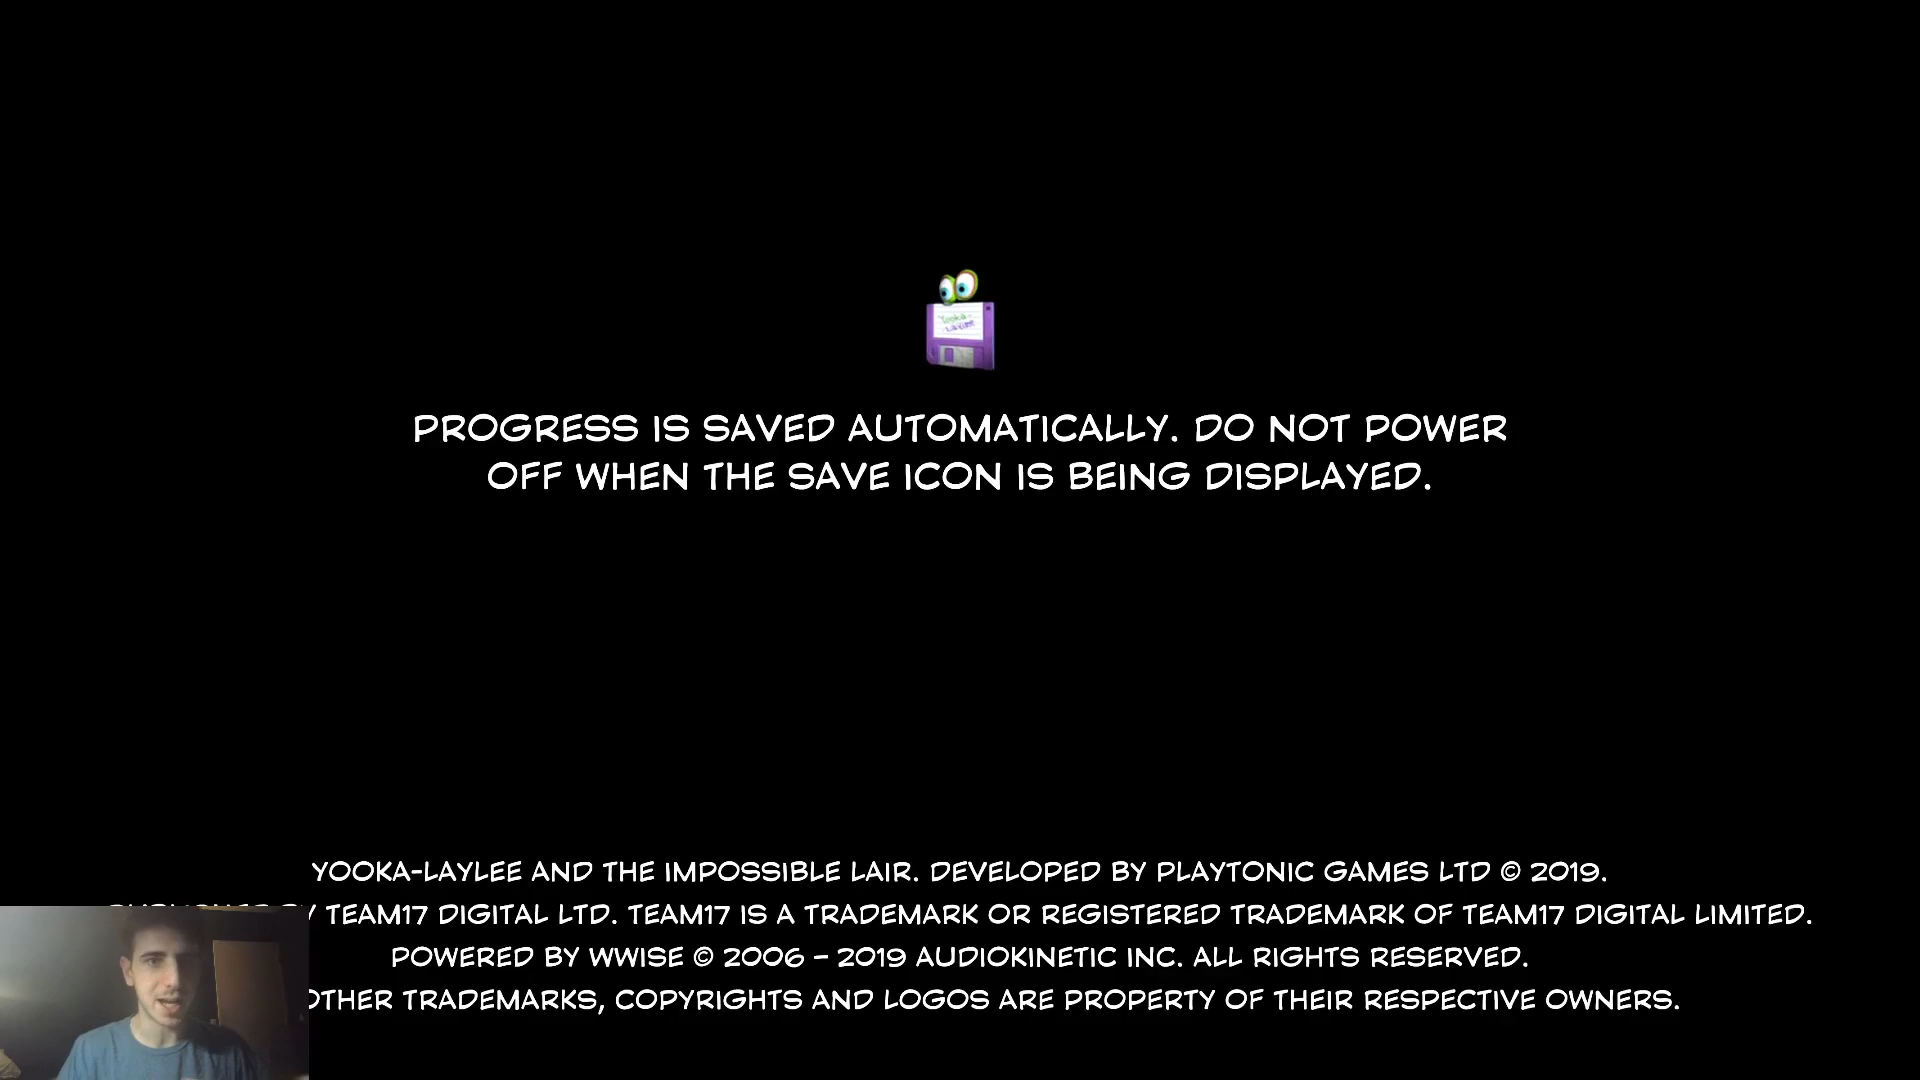 Yooka-
Laylee
PROGRESS IS SAVED AUTOMATICALLY. DO NOT POWER
OFF WHEN THE SAVE ICON IS BEING DISPLAYED.
YOOKA-LAYLEE AND THE IMPOSSIBLE LAIR. DEVELOPED BY PLAYTONIC GAMES LTD © 2019.
TEAM17 DIGITAL LTD. TEAM17 IS A TRADEMARK OR REGISTERED TRADEMARK OF TEAM17 DIGITAL LIMITED.
POWERED BY WWISE © 2006 - 2019 AUDIOKINETIC INC. ALL RIGHTS RESERVED.
OTHER TRADEMARKS, COPYRIGHTS AND LOGOS ARE PROPERTY OF THEIR RESPECTIVE OWNERS.